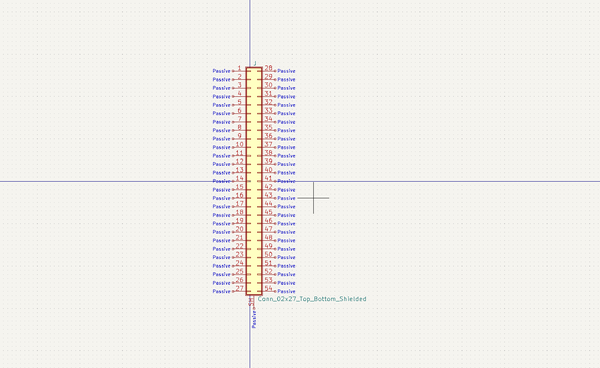 J
Passive 1 28 Passive
Passive 2 29 Passive
Passive 3 30 Passive
Passive 4 31 Passive
Passive 5 32 Passive
Passive 6 33 Passive
Passive 7 34 Passive
Passive 8 35 Passive
Passive 9 36 Passive
Passive 10 37 Passive
Passive 11 38 Passive
Passive 12 39 Passive
Passive 13 40 Passive
Passive 14 41 Passive
Passive 15 42 Passive
Passive 16 43 Passive
Passive 17 44 Passive
Passive 18 45 Passive
Passive 19 46 Passive
Passive 20 47 Passive
Passive 21 48 Passive
Passive 22 49 Passive
Passive 23 50 Passive
Passive 24 51 Passive
Passive 25 52 Passive
Passive 26 53 Passive
Passive 27 54 Passive
Conn_02x27_Top_Bottom_Shielded
Passive